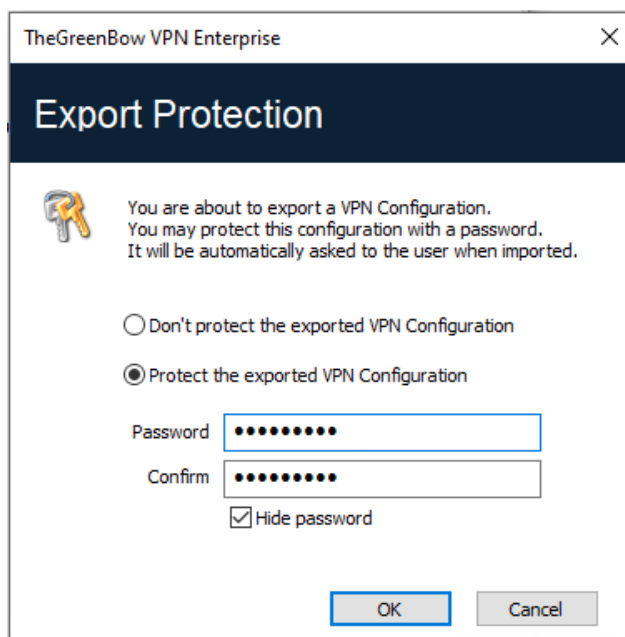 TheGreenBow VPN Enterprise
Export Protection
You are about to export a VPN Configuration.
You may protect this configuration with a password.
It will be automatically asked to the user when imported.
Don't protect the exported VPN Configuration
Protect the exported VPN Configuration
Password •••••••••
Confirm •••••••••
Hide password
OK Cancel